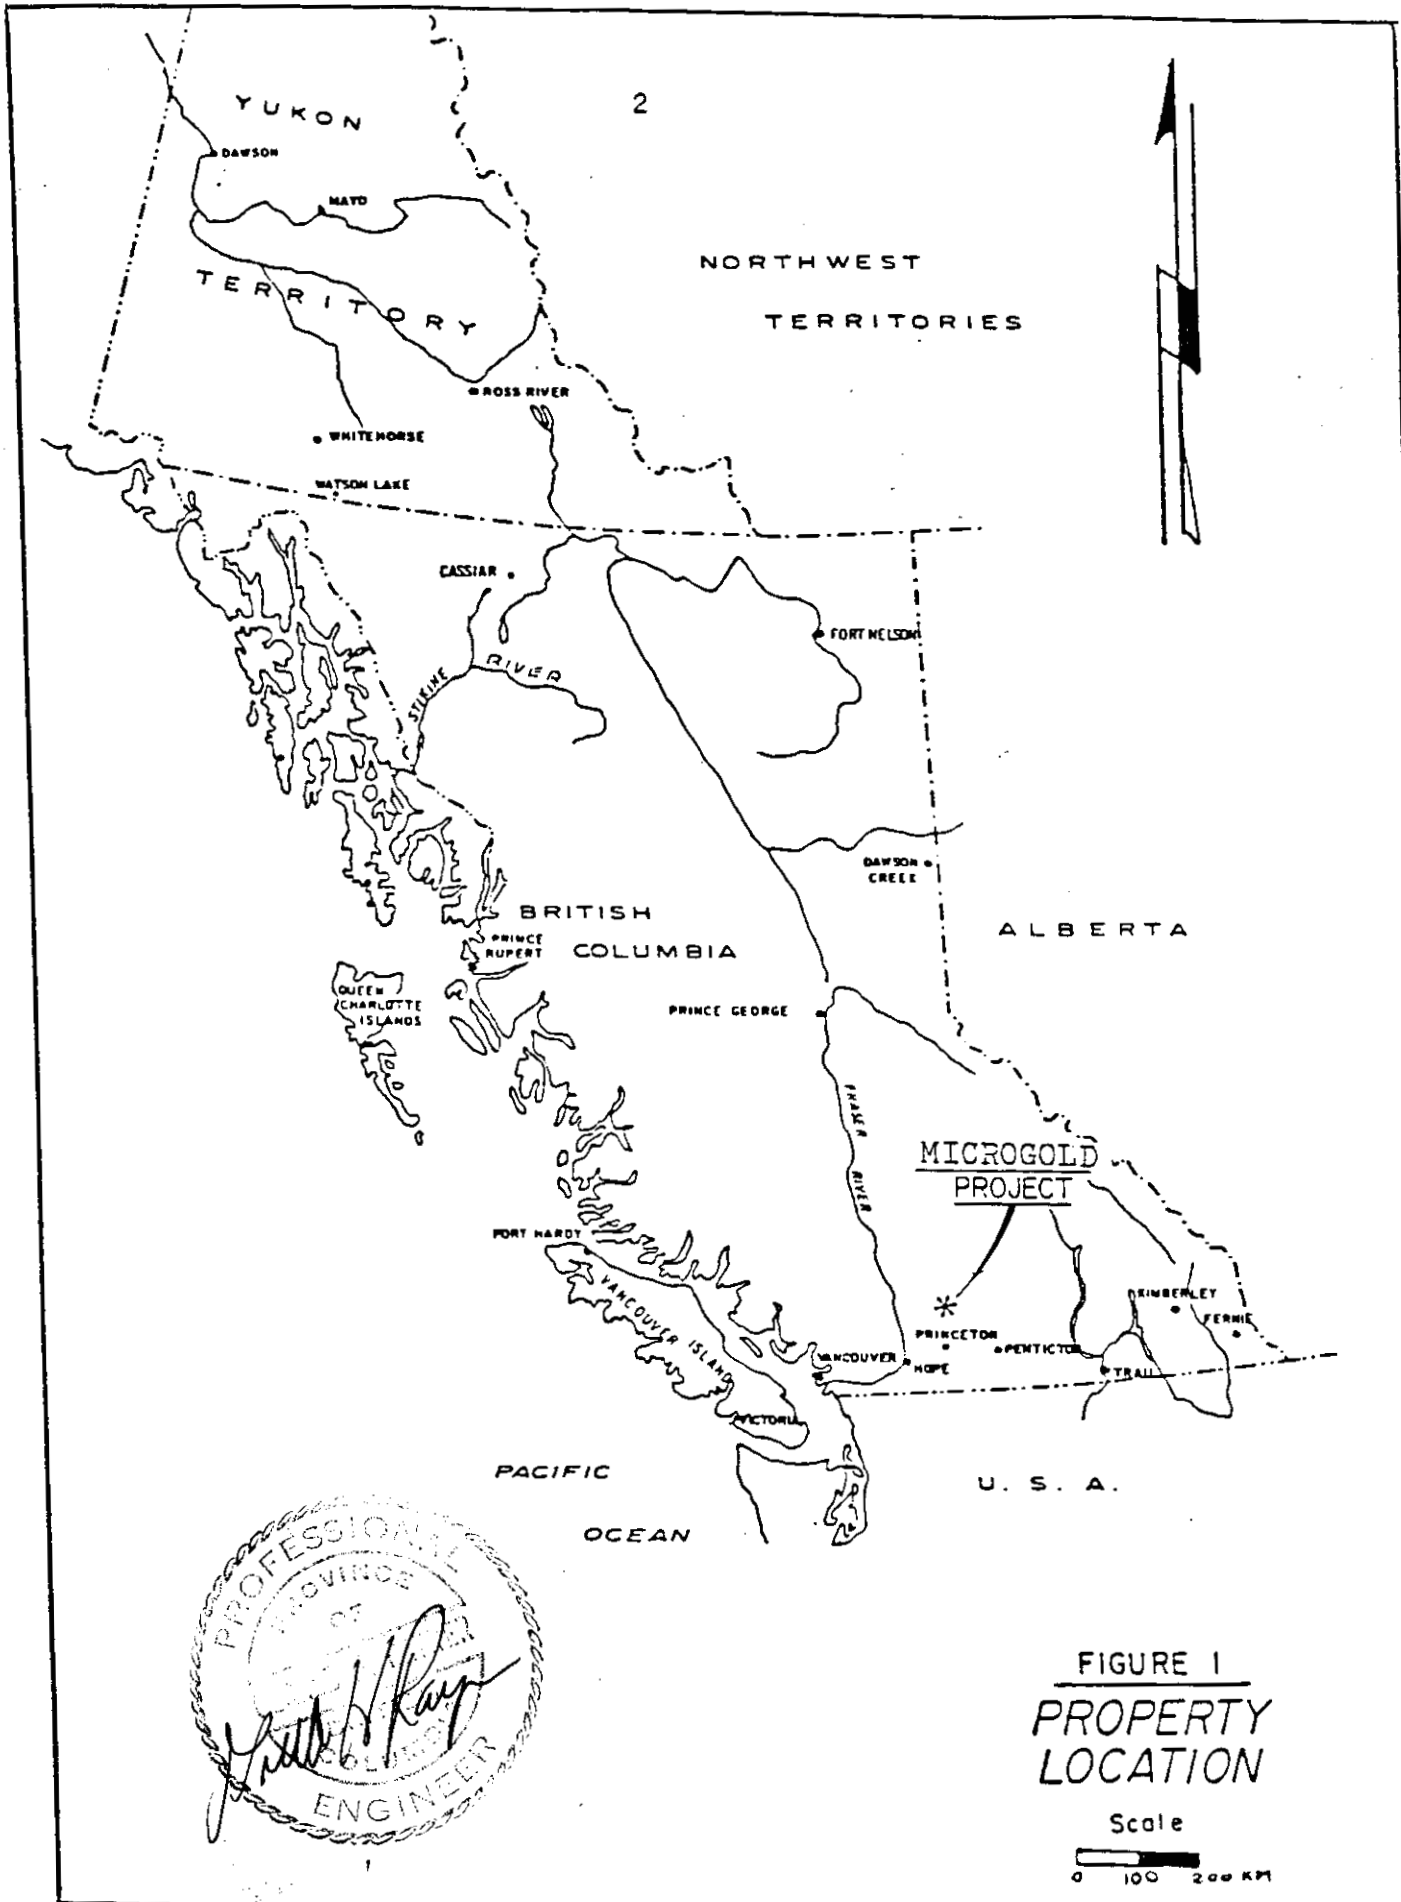 2
YUKON
DAWSON
MAYO
TERRITORY
NORTHWEST
TERRITORIES
ROSS RIVER
WHITEHORSE
WATSON LAKE
CASSIAR
FORT NELSON
STIKINE RIVER
DAWSON
CREEK
BRITISH
COLUMBIA
ALBERTA
PRINCE
RUPERT
QUEEN
CHARLOTTE
ISLANDS
PRINCE GEORGE
FRASER RIVER
MICROGOLD
PROJECT
PORT HARDY
VANCOUVER ISLAND
KIMBERLEY
FERNIE
PRINCETON
PENTICTON
VANCOUVER
HOPE
TRAIL
VICTORIA
PACIFIC
OCEAN
U. S. A.
PROFESSIONAL
PROVINCE
OF
COLUMBIA
ENGINEER
FIGURE 1
PROPERTY
LOCATION
Scale
0 100 200 KM